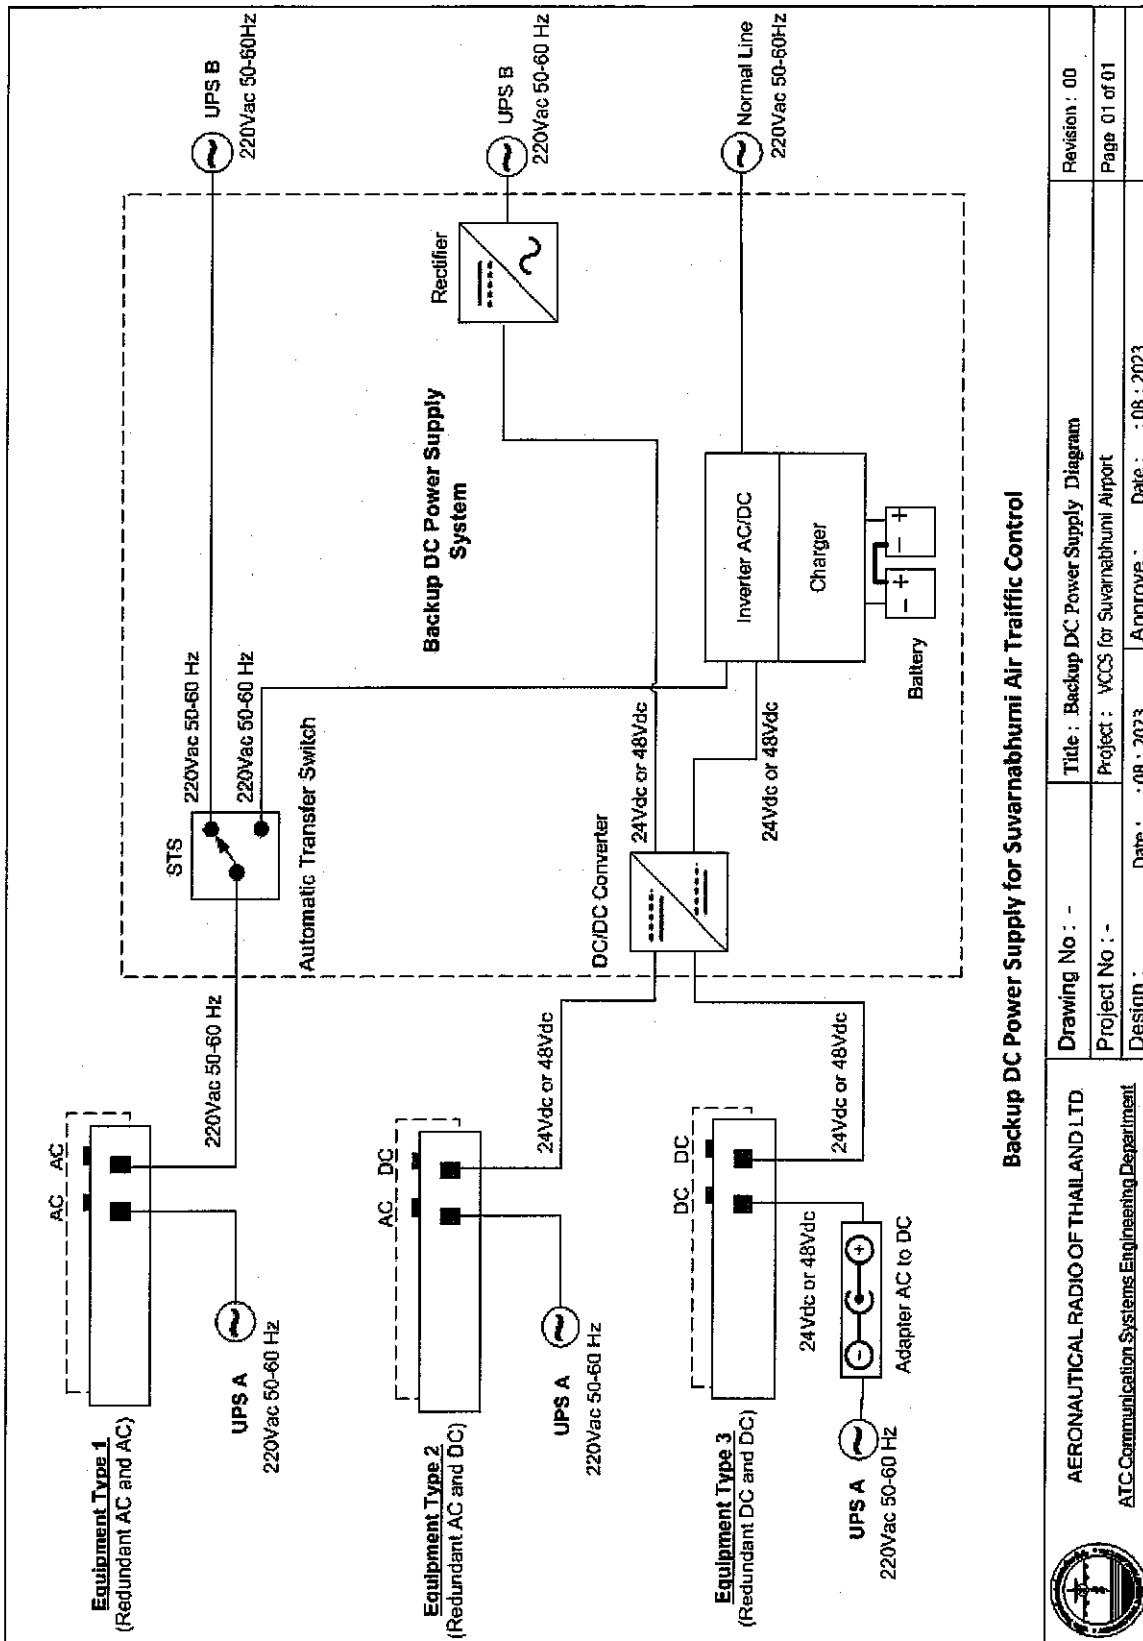 Equipment Type 1
(Redundant AC and AC)
AC AC
UPS A
220Vac 50-60 Hz
220Vac 50-60 Hz
STS
Automatic Transfer Switch
220Vac 50-60 Hz
220Vac 50-60 Hz
UPS B
220Vac 50-60Hz
Equipment Type 2
(Redundant AC and DC)
AC DC
UPS A
220Vac 50-60 Hz
24Vdc or 48Vdc
Backup DC Power Supply
System
Rectifier
UPS B
220Vac 50-60 Hz
DC/DC Converter
24Vdc or 48Vdc
24Vdc or 48Vdc
Equipment Type 3
(Redundant DC and DC)
DC DC
UPS A
220Vac 50-60 Hz
24Vdc or 48Vdc
Adapter AC to DC
24Vdc or 48Vdc
Inverter AC/DC
Charger
Battery
- + - +
Normal Line
220Vac 50-60Hz
Backup DC Power Supply for Suvarnabhumi Air Traiffic Control
AERONAUTICAL RADIO OF THAILAND LTD.
ATC Communication Systems Engineering Department
Drawing No : -
Title : Backup DC Power Supply Diagram
Revision : 00
Project No : -
Project : VCCS for Suvarnabhumi Airport
Page 01 of 01
Design :
Date : : 08 : 2023
Approve :
Date : : 08 : 2023